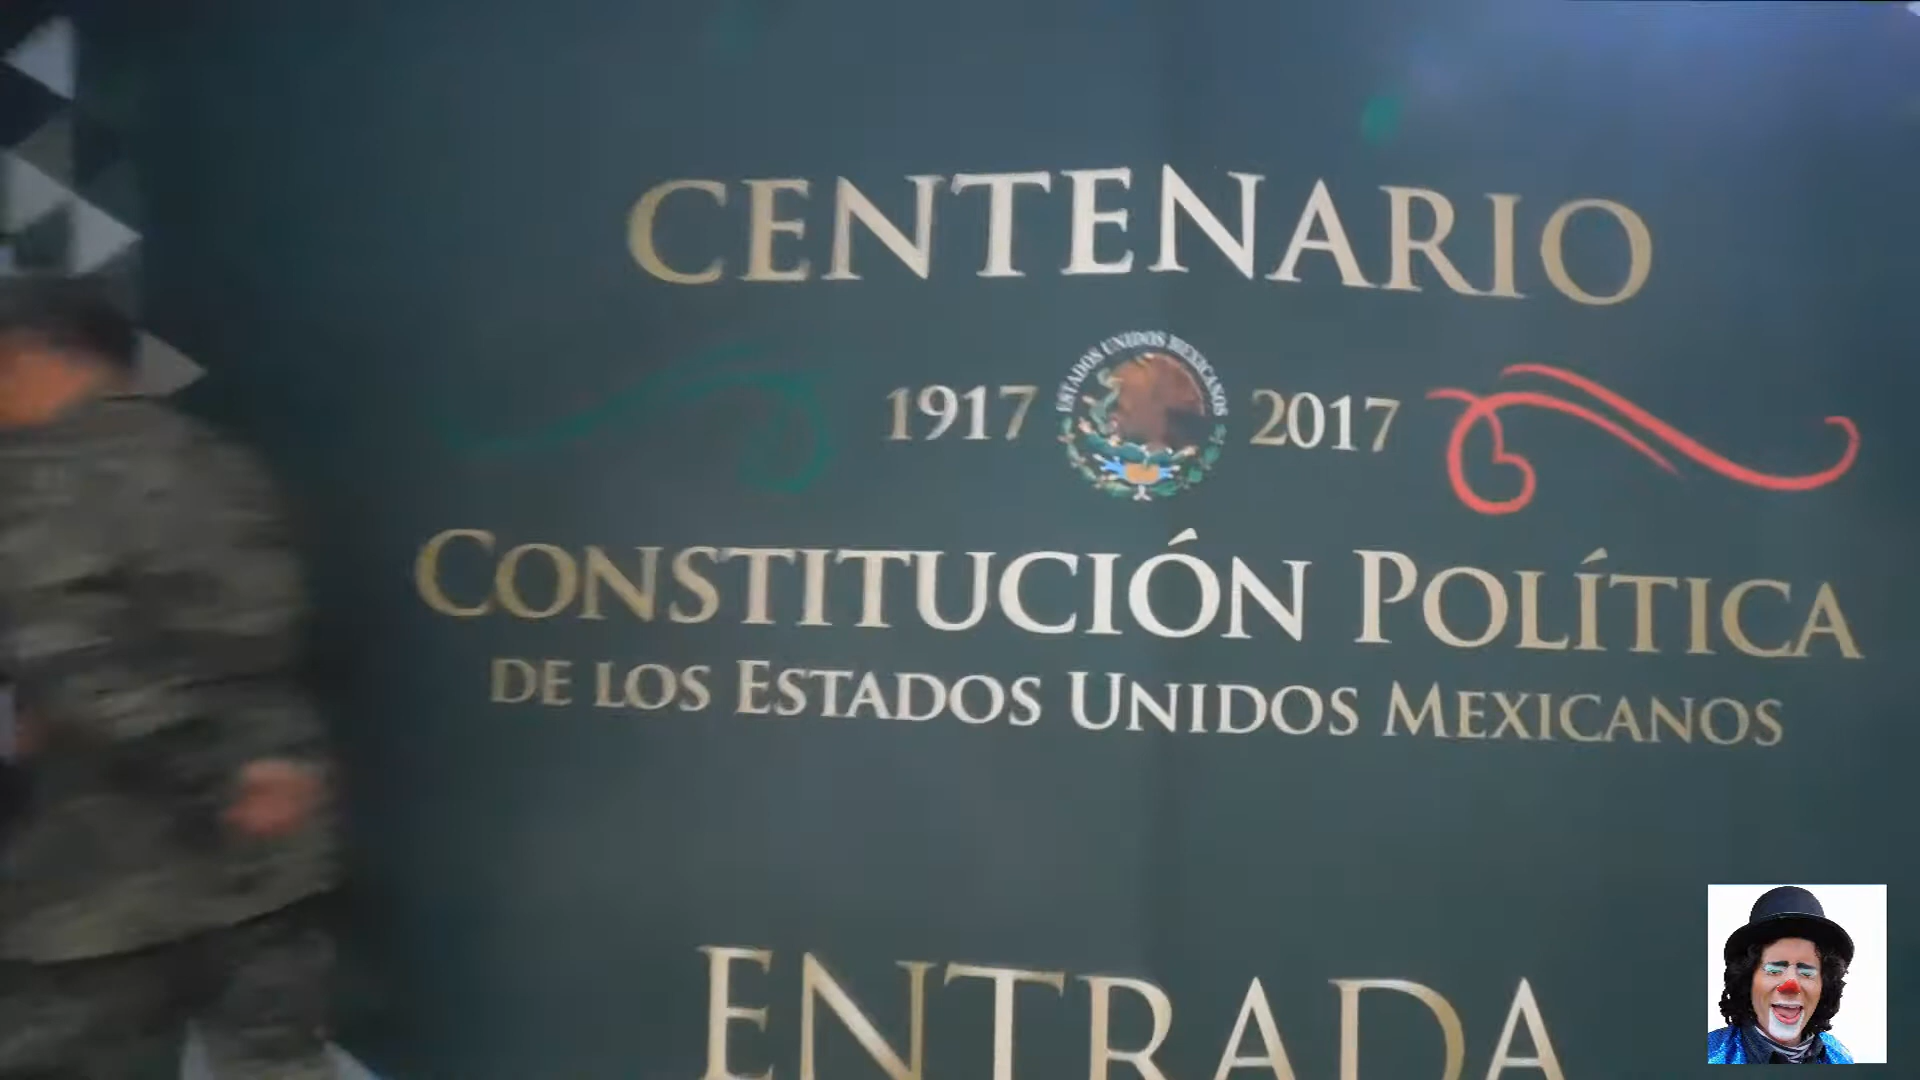 CENTENARIO
1917 ESTADOS UNIDOS MEXICANOS 2017
CONSTITUCIÓN POLÍTICA
DE LOS ESTADOS UNIDOS MEXICANOS
ENTRADA